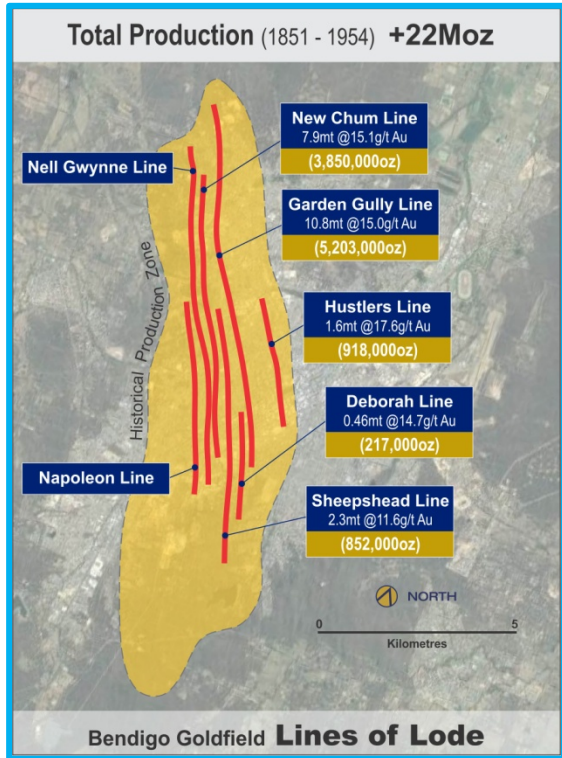 Total Production (1851 - 1954) +22Moz
New Chum Line
7.9mt @15.1g/t Au
(3,850,000oz)
Nell Gwynne Line
Garden Gully Line
10.8mt @15.0g/t Au
(5,203,000oz)
Historical Production Zone
Hustlers Line
1.6mt @17.6g/t Au
(918,000oz)
Deborah Line
0.46mt @14.7g/t Au
(217,000oz)
Napoleon Line
Sheepshead Line
2.3mt @11.6g/t Au
(852,000oz)
NORTH
0 5
Kilometres
Bendigo Goldfield Lines of Lode